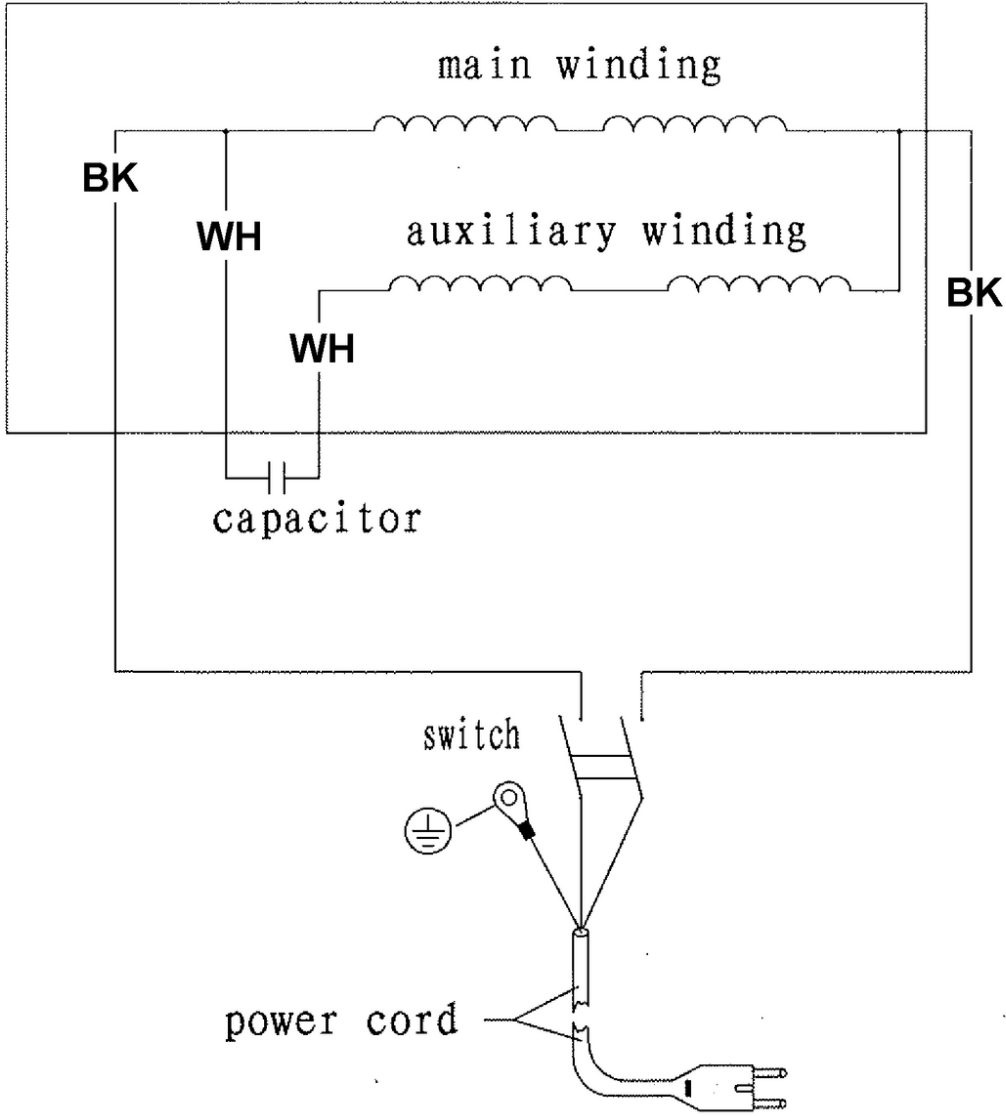 main winding
BK
WH
auxiliary winding
BK
WH
capacitor
switch
power cord